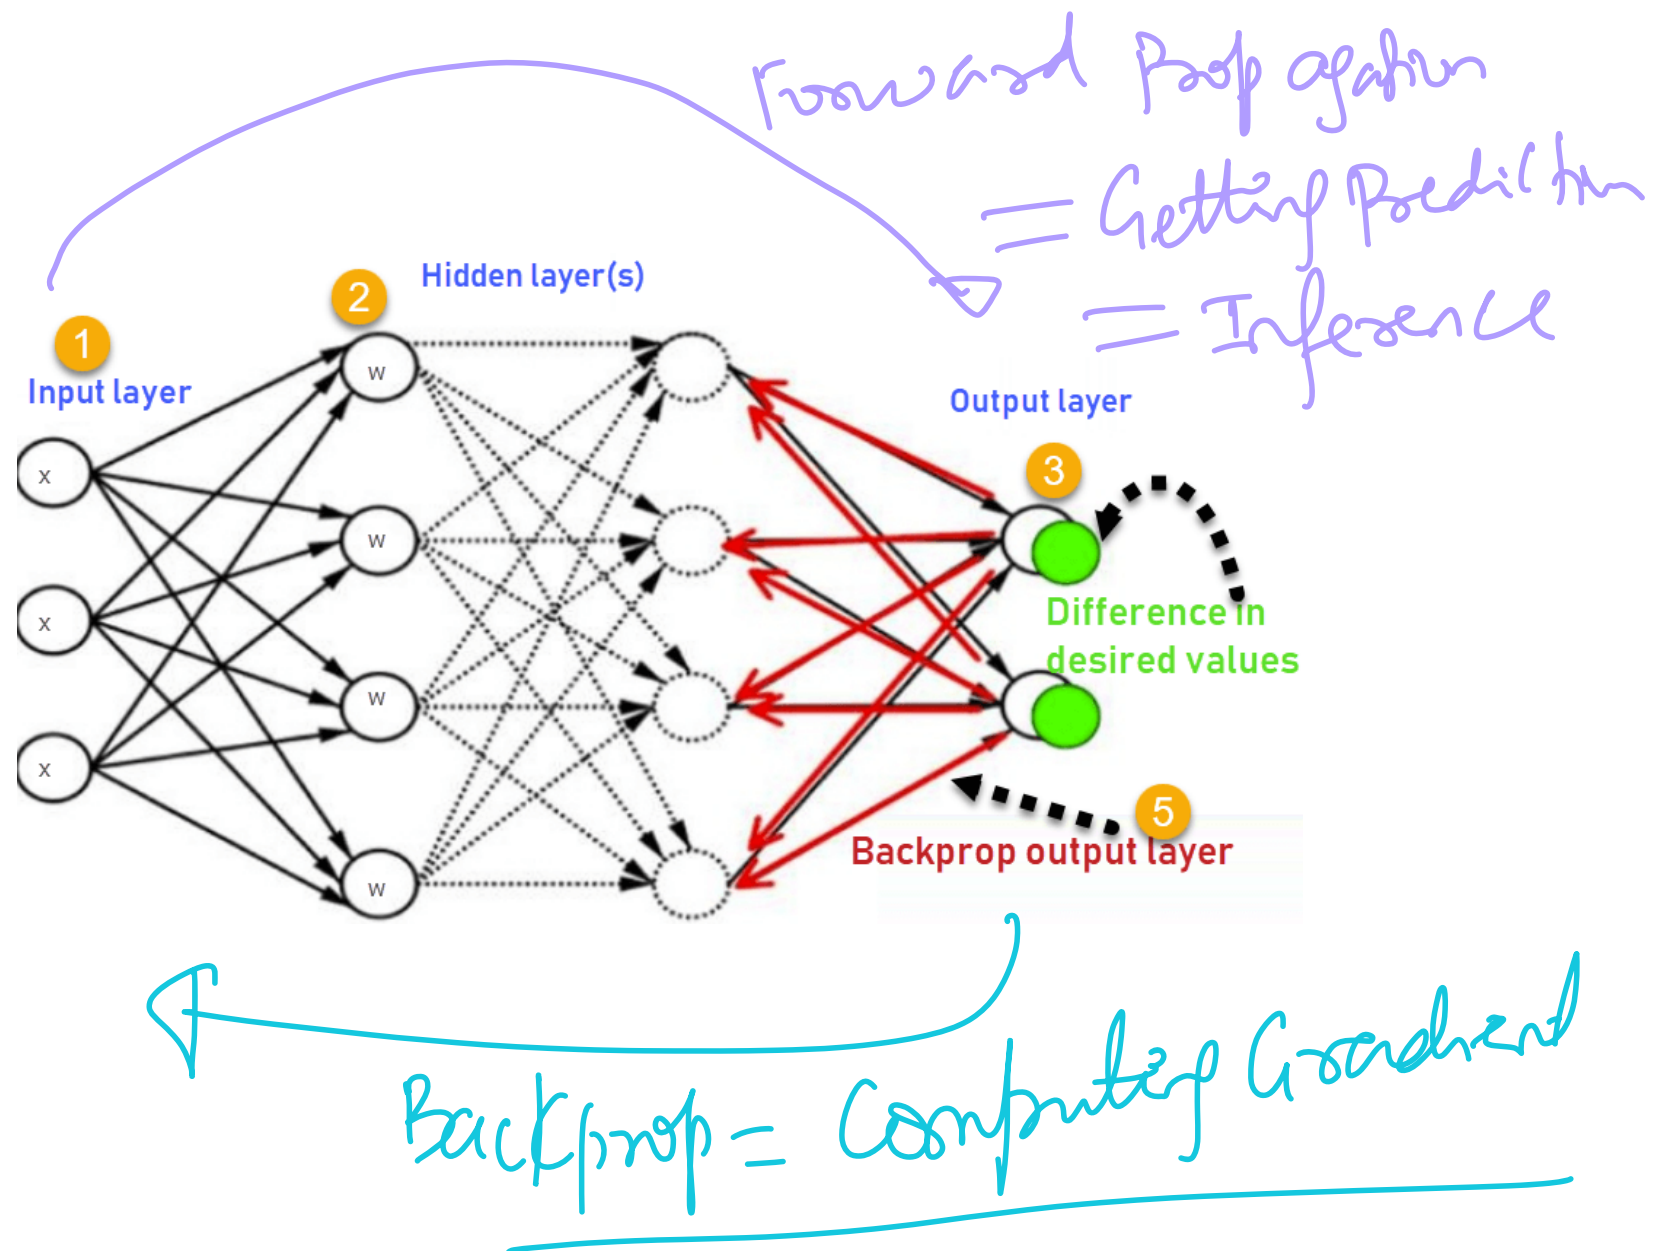 Forward Propagation
= Getting Prediction
= Inference
2
Hidden layer(s)
1
Input layer
Output layer
3
x
x
x
w
w
w
w
Difference in
desired values
5
Backprop output layer
Backprop = Computing Gradient